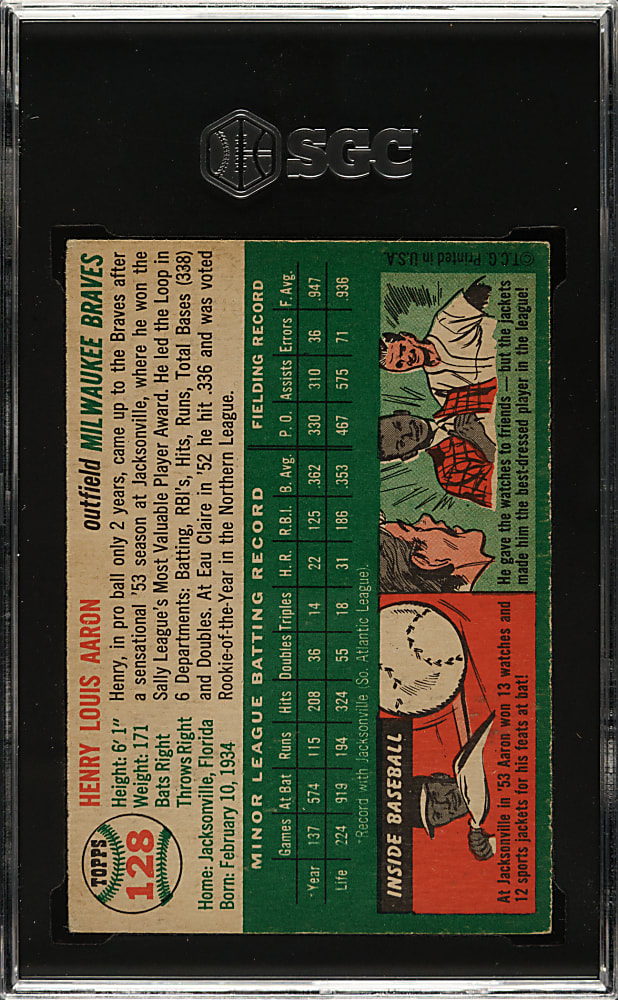 SGC
TOPPS
128
HENRY LOUIS AARON
outfield MILWAUKEE BRAVES
Height: 6' 1"
Weight: 171
Bats Right
Throws Right
Home: Jacksonville, Florida
Born: February 10, 1934
Henry, in pro ball only 2 years, came up to the Braves after
a sensational '53 season at Jacksonville, where he won the
Sally League's Most Valuable Player Award. He led the Loop in
6 Departments: Batting, RBI's, Hits, Runs, Total Bases (338)
and Doubles. At Eau Claire in '52 he hit .336 and was voted
Rookie-of-the-Year in the Northern League.
MINOR LEAGUE BATTING RECORD FIELDING RECORD
Games At Bat Runs Hits Doubles Triples H. R. R.B.I. B. Avg. P. O. Assists Errors F. Avg.
*Year 137 574 115 208 36 14 22 125 .362 330 310 36 .947
Life 224 919 194 324 55 18 31 186 .353 467 575 71 .936
*Record with Jacksonville (So. Atlantic League).
INSIDE BASEBALL
At Jacksonville in '53 Aaron won 13 watches and
12 sports jackets for his feats at bat!
He gave the watches to friends — but the jackets
made him the best-dressed player in the league!
©T.C.G. Printed in U.S.A.